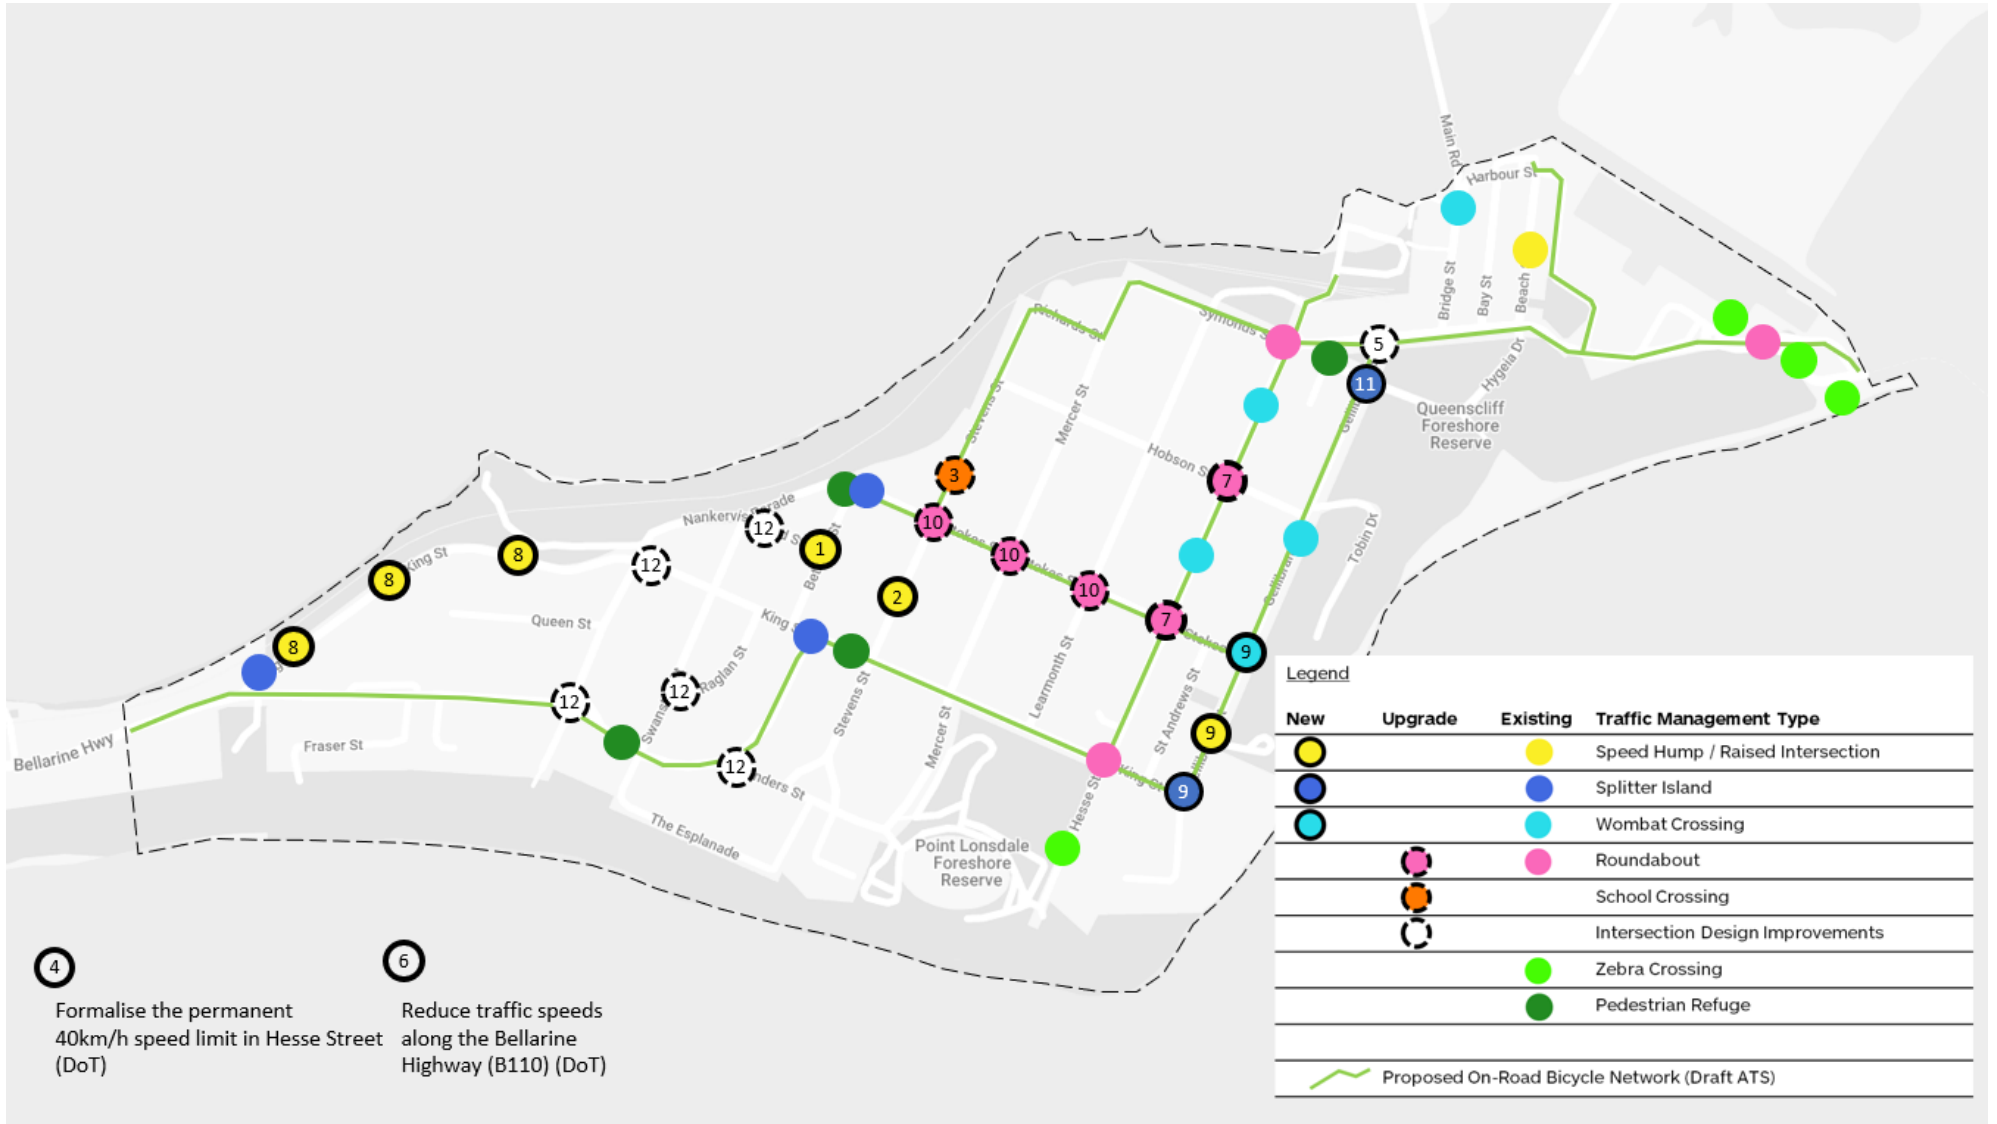 Main Rd
Harbour St
Bridge St
Bay St
Beach
Richards St
Symonds S
5
11
Hygeia Dr
Queenscliff
Foreshore
Reserve
Stevens St
Mercer St
Hobson S
3
7
Nankervis Parade
12
10
1
10
Tobin Dr
King St
8
8
12
2
10
7
Stokes
9
Queen St
King S
8
Raglan St
Learmonth St
St Andrews St
12
12
Swans
Stevens St
Mercer St
9
Bellarine Hwy
Fraser St
12
nders St
King St
9
Hesse St
The Esplanade
Point Lonsdale
Foreshore
Reserve
4
Formalise the permanent
40km/h speed limit in Hesse Street
(DoT)
6
Reduce traffic speeds
along the Bellarine
Highway (B110) (DoT)
Legend
New Upgrade Existing Traffic Management Type
Speed Hump / Raised Intersection
Splitter Island
Wombat Crossing
Roundabout
School Crossing
Intersection Design Improvements
Zebra Crossing
Pedestrian Refuge
Proposed On-Road Bicycle Network (Draft ATS)